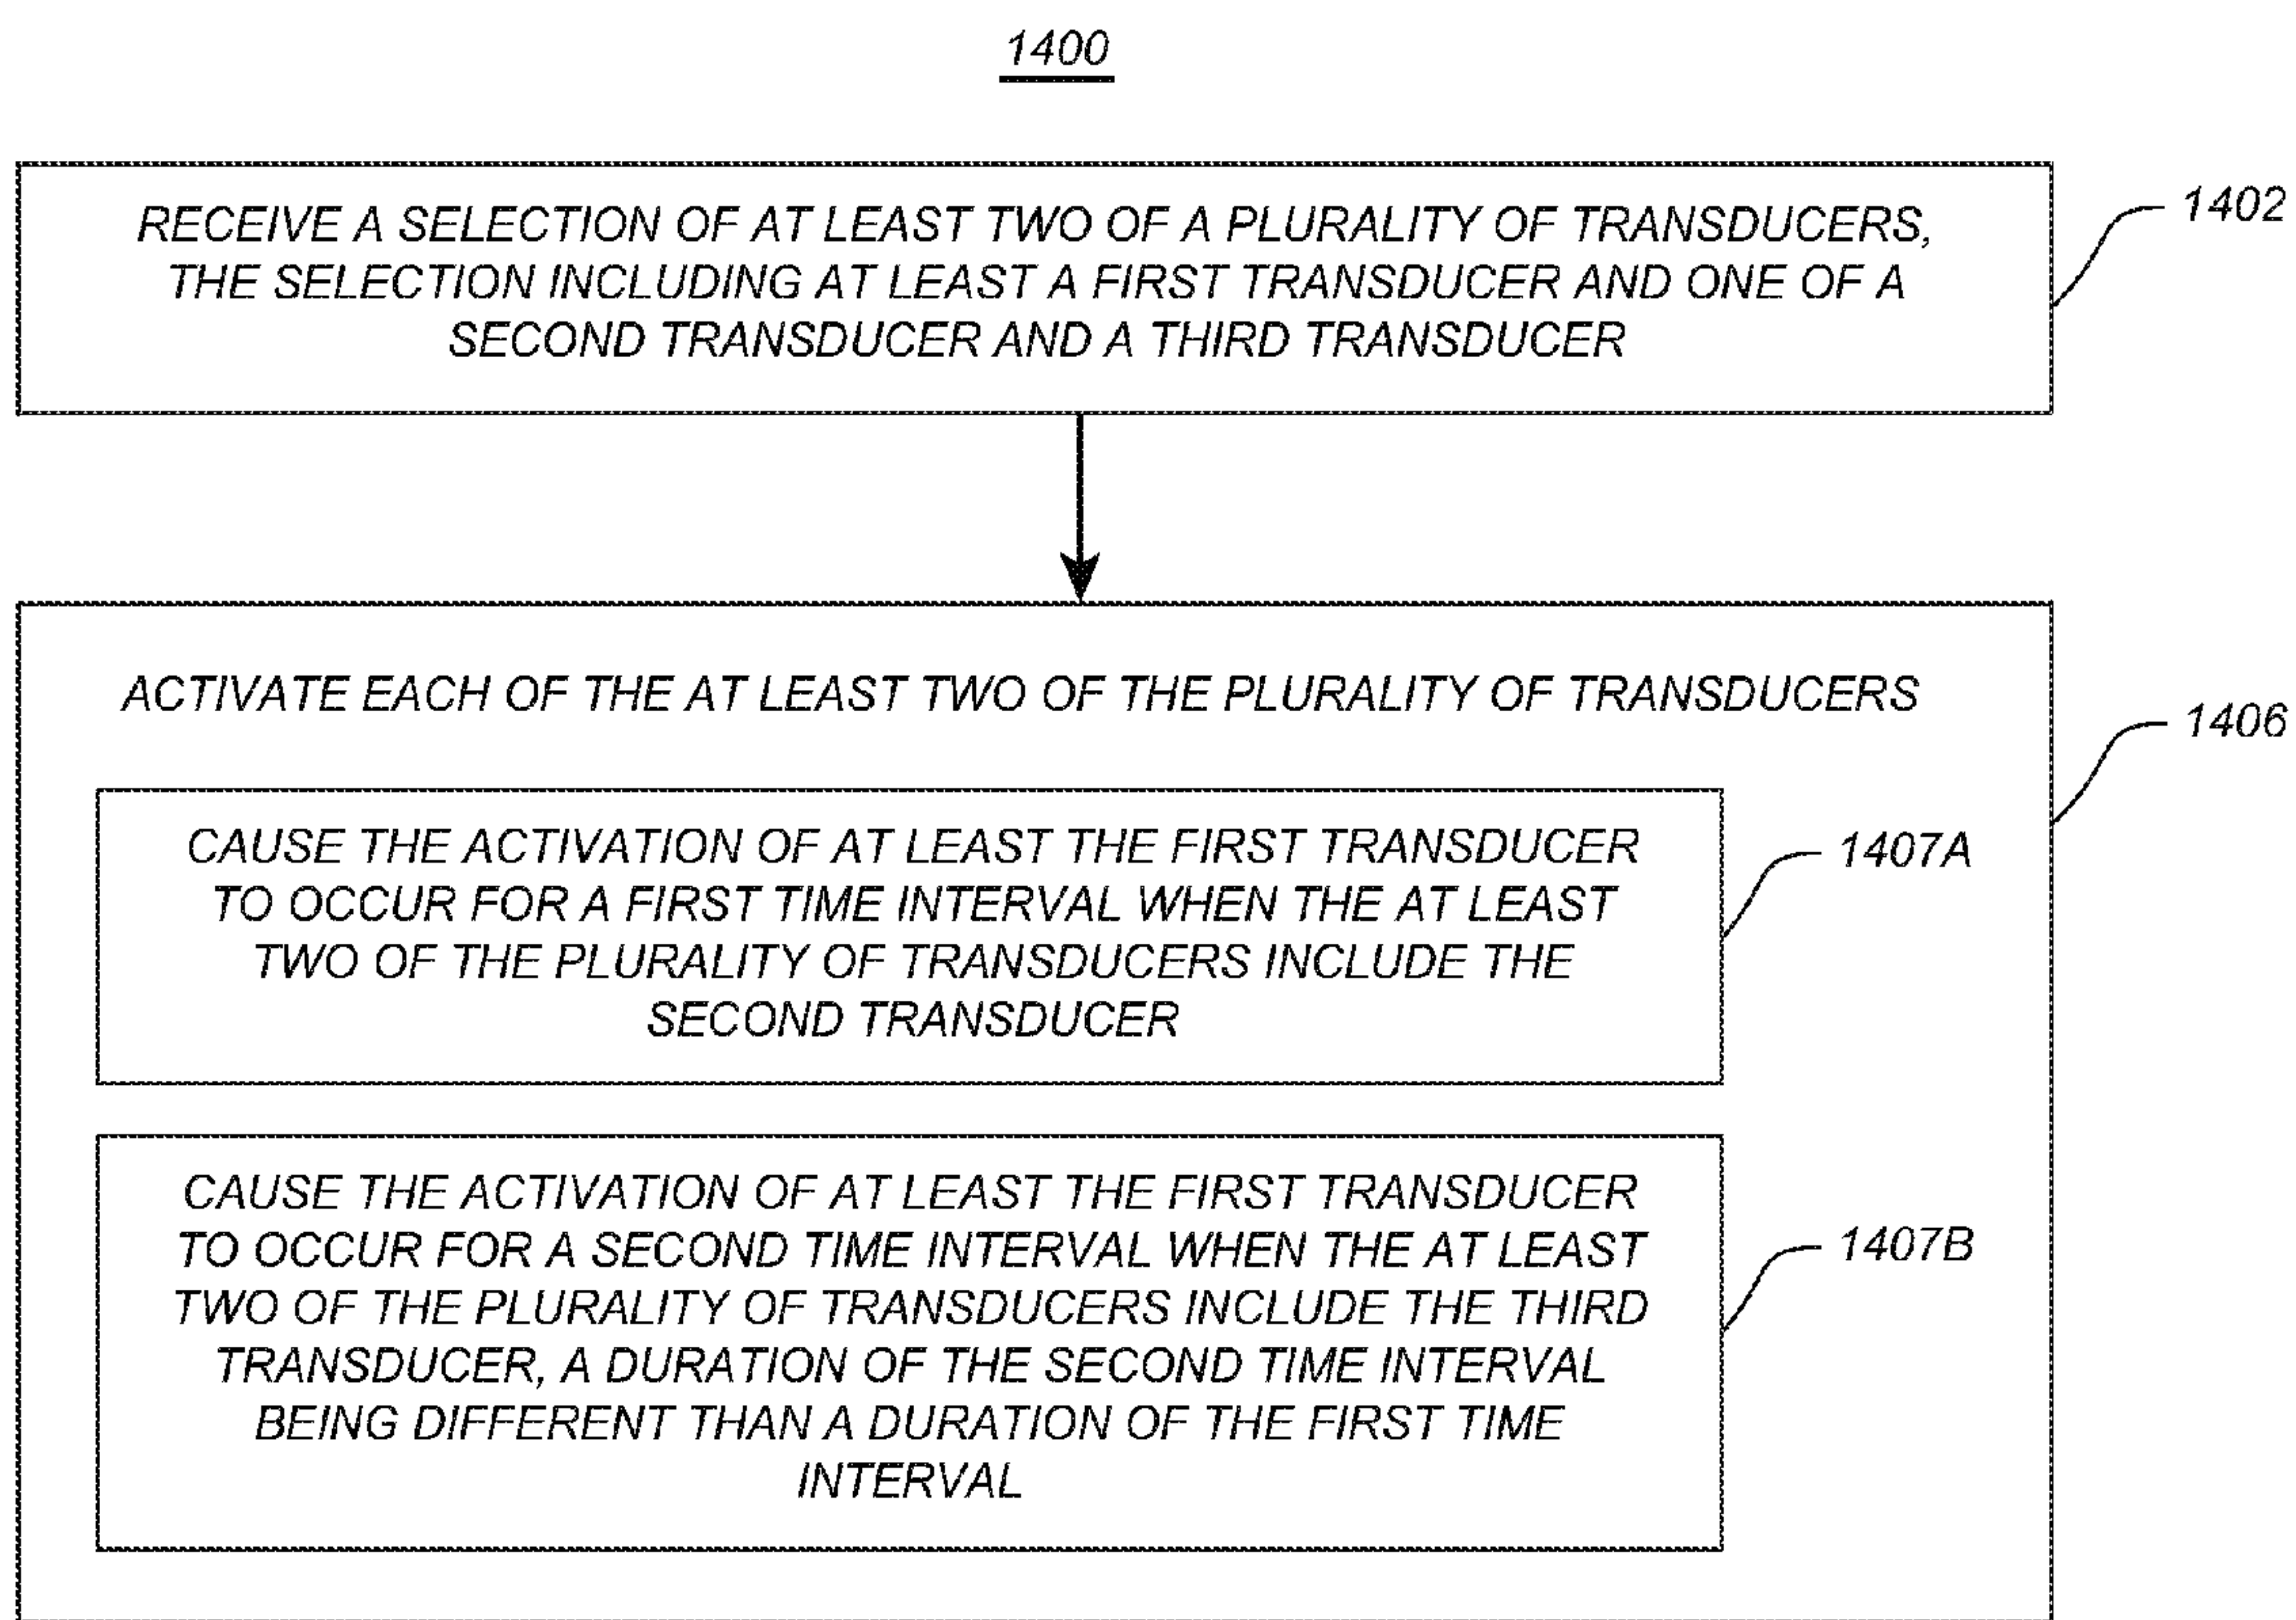 1400
RECEIVE A SELECTION OF AT LEAST TWO OF A PLURALITY OF TRANSDUCERS,
THE SELECTION INCLUDING AT LEAST A FIRST TRANSDUCER AND ONE OF A
SECOND TRANSDUCER AND A THIRD TRANSDUCER
1402
ACTIVATE EACH OF THE AT LEAST TWO OF THE PLURALITY OF TRANSDUCERS
1406
CAUSE THE ACTIVATION OF AT LEAST THE FIRST TRANSDUCER
TO OCCUR FOR A FIRST TIME INTERVAL WHEN THE AT LEAST
TWO OF THE PLURALITY OF TRANSDUCERS INCLUDE THE
SECOND TRANSDUCER
1407A
CAUSE THE ACTIVATION OF AT LEAST THE FIRST TRANSDUCER
TO OCCUR FOR A SECOND TIME INTERVAL WHEN THE AT LEAST
TWO OF THE PLURALITY OF TRANSDUCERS INCLUDE THE THIRD
TRANSDUCER, A DURATION OF THE SECOND TIME INTERVAL
BEING DIFFERENT THAN A DURATION OF THE FIRST TIME
INTERVAL
1407B